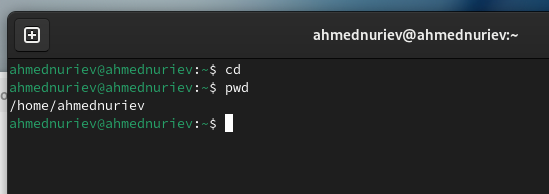 ahmednuriev@ahmednuriev:~
ahmednuriev@ahmednuriev:~$ cd
ahmednuriev@ahmednuriev:~$ pwd
/home/ahmednuriev
ahmednuriev@ahmednuriev:~$